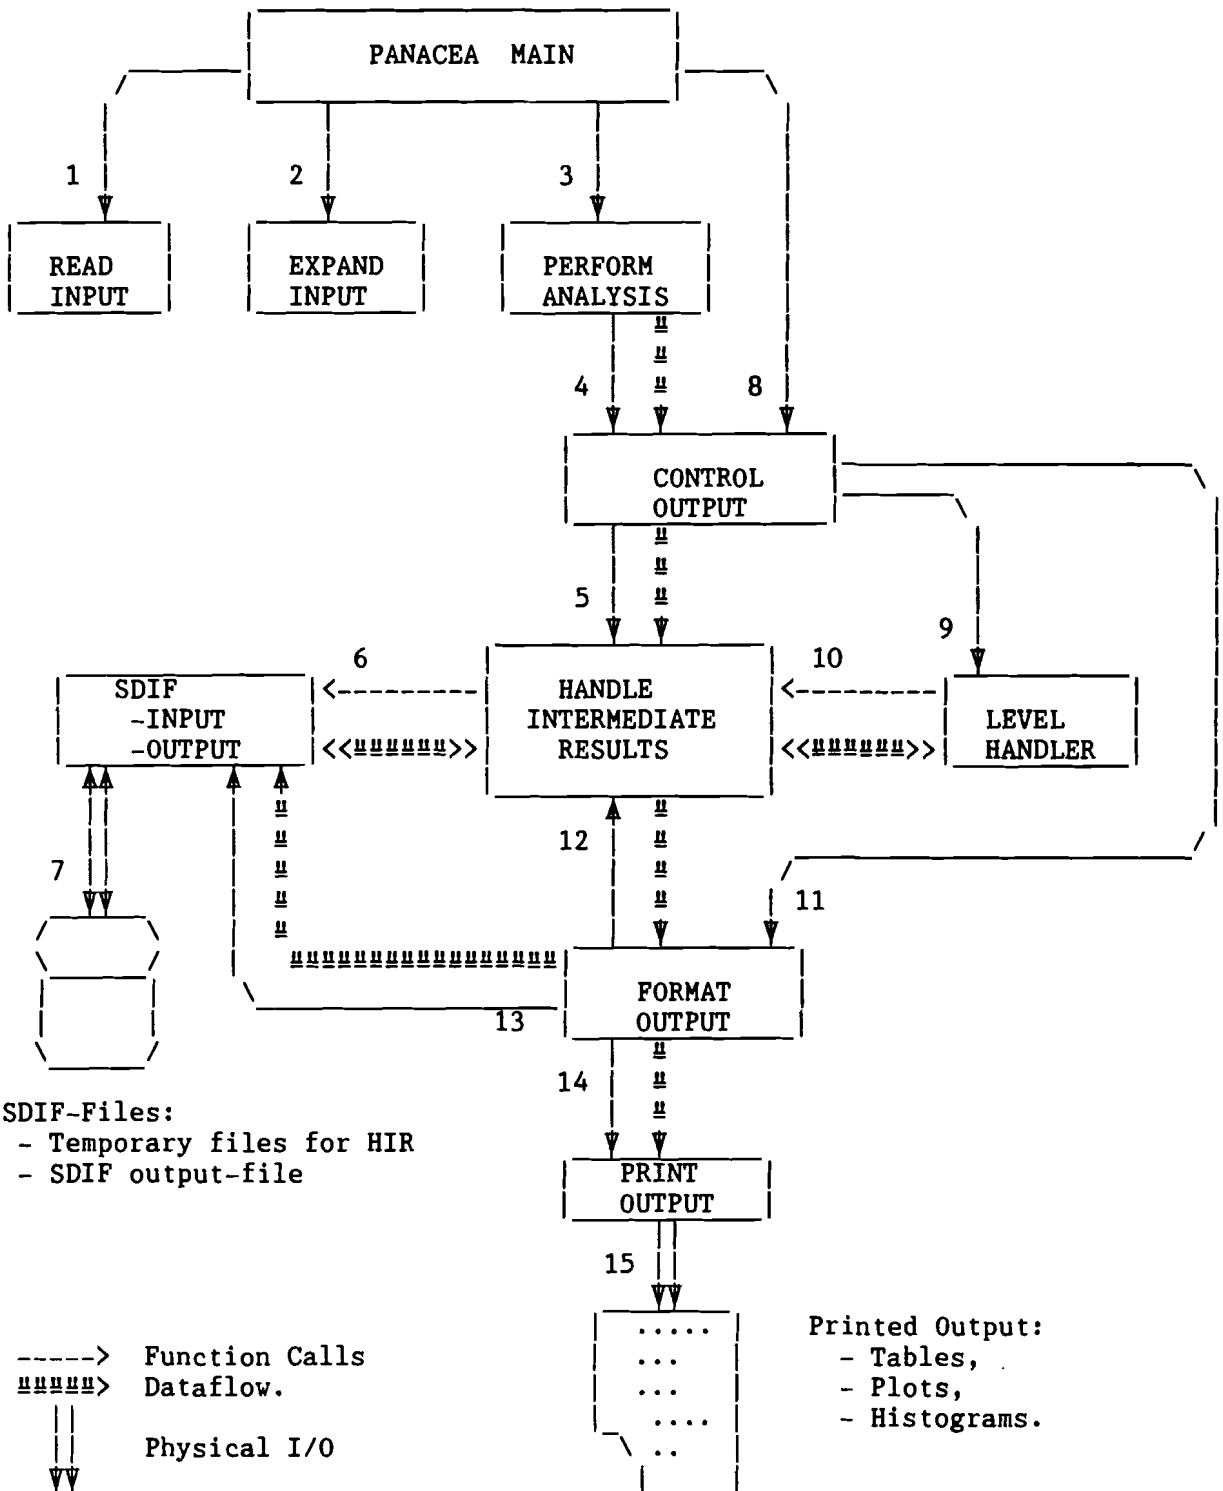 PANACEA MAIN
1
2
3
READ
INPUT
EXPAND
INPUT
PERFORM
ANALYSIS
4
8
CONTROL
OUTPUT
5
9
6
10
SDIF
-INPUT
-OUTPUT
HANDLE
INTERMEDIATE
RESULTS
LEVEL
HANDLER
12
7
11
FORMAT
OUTPUT
13
14
SDIF-Files:
- Temporary files for HIR
- SDIF output-file
PRINT
OUTPUT
15
Printed Output:
- Tables,
- Plots,
- Histograms.
Function Calls
Dataflow.
Physical I/O